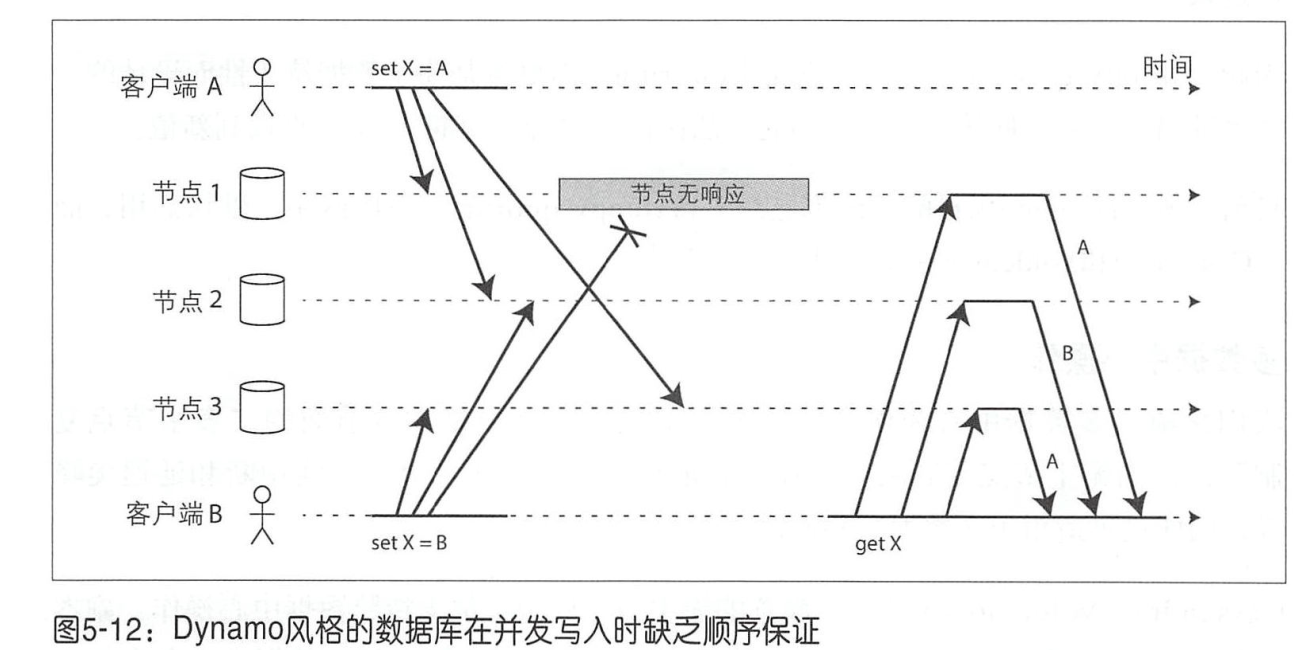 时间
客户端 A
set X = A
节点 1
节点无响应
A
节点 2
B
节点 3
A
客户端 B
set X = B
get X
图5-12：Dynamo风格的数据库在并发写入时缺乏顺序保证